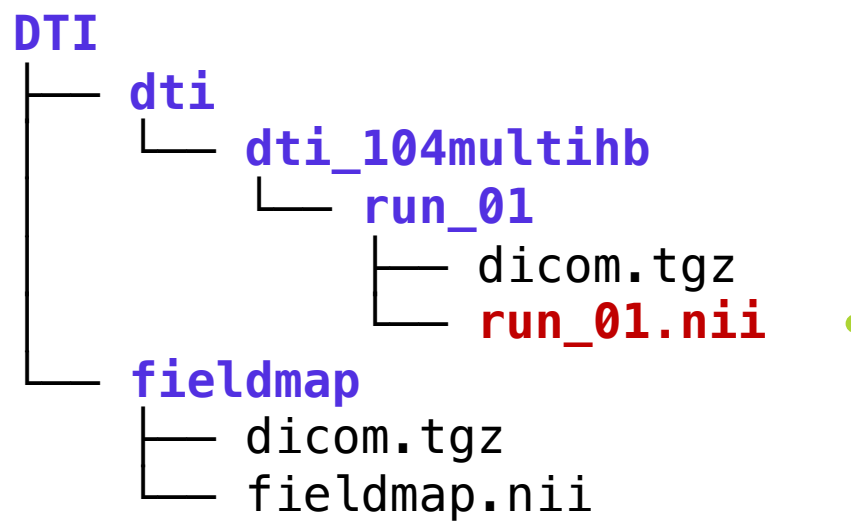 DTI
dti
dti_104multihb
run_01
dicom.tgz
run_01.nii
fieldmap
dicom.tgz
fieldmap.nii